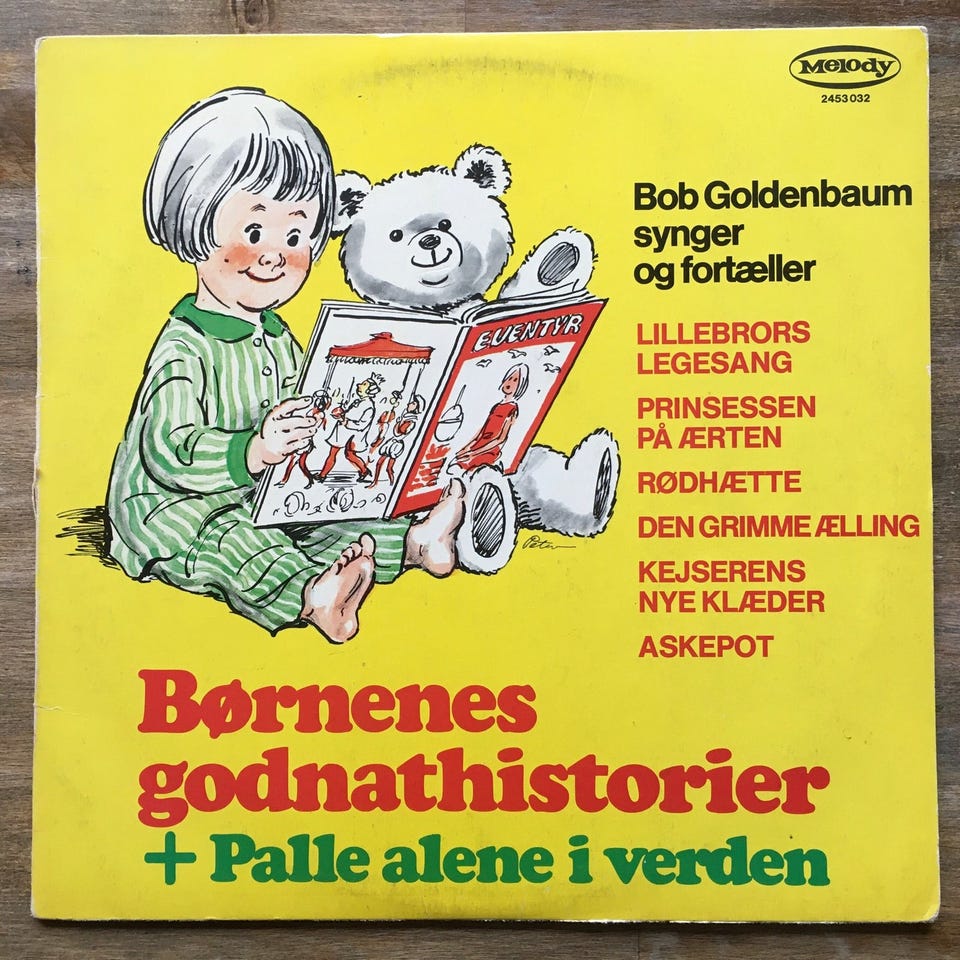 Melody
2453 032
Bob Goldenbaum
synger
og fortæller
LILLEBRORS
LEGESANG
PRINSESSEN
PÅ ÆRTEN
RØDHÆTTE
DEN GRIMME ÆLLING
KEJSERENS
NYE KLÆDER
ASKEPOT
EVENTYR
Peter
Børnenes
godnathistorier
+ Palle alene i verden